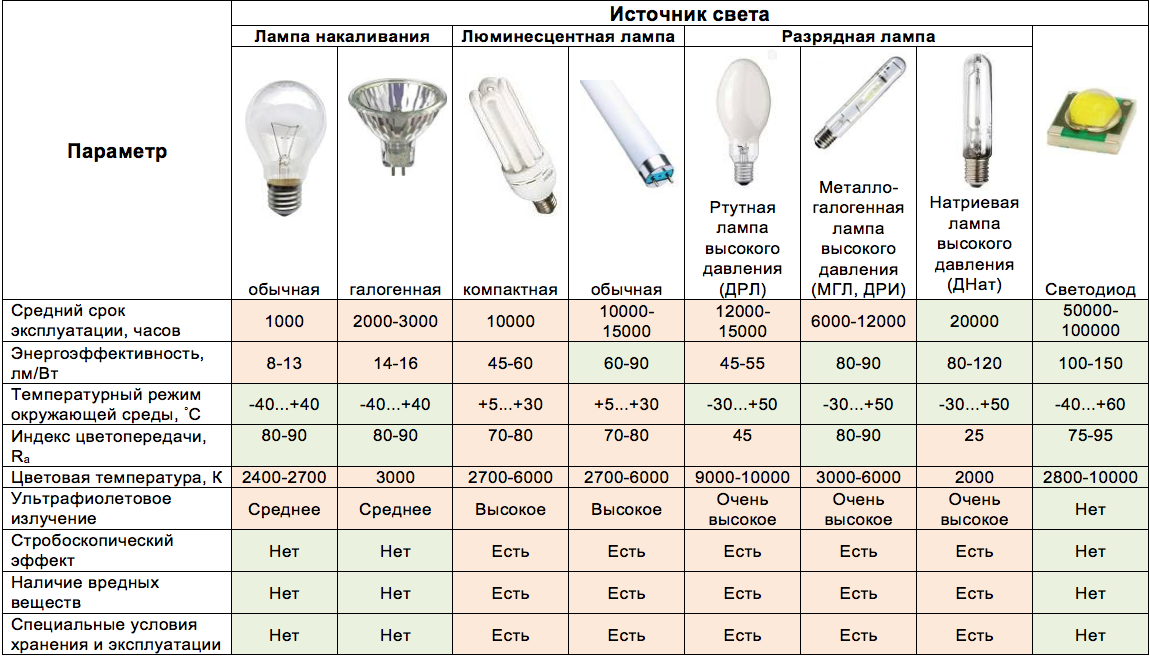 Источник света
Лампа накаливания Люминесцентная лампа Разрядная лампа
Параметр
обычная
галогенная
компактная
обычная
Ртутная
лампа
высокого
давления
(ДРЛ)
Металло-
галогенная
лампа
высокого
давления
(МГЛ, ДРИ)
Натриевая
лампа
высокого
давления
(ДНат)
Светодиод
Средний срок
эксплуатации, часов
1000
2000-3000
10000
10000-
15000
12000-
15000
6000-12000
20000
50000-
100000
Энергоэффективность,
лм/Вт
8-13
14-16
45-60
60-90
45-55
80-90
80-120
100-150
Температурный режим
окружающей среды, ˚С
-40...+40
-40...+40
+5...+30
+5...+30
-30...+50
-30...+50
-30...+50
-40...+60
Индекс цветопередачи,
Rₐ
80-90
80-90
70-80
70-80
45
80-90
25
75-95
Цветовая температура, К
2400-2700
3000
2700-6000
2700-6000
9000-10000
3000-6000
2000
2800-10000
Ультрафиолетовое
излучение
Среднее
Среднее
Высокое
Высокое
Очень
высокое
Очень
высокое
Очень
высокое
Нет
Стробоскопический
эффект
Нет
Нет
Есть
Есть
Есть
Есть
Есть
Нет
Наличие вредных
веществ
Нет
Нет
Есть
Есть
Есть
Есть
Есть
Нет
Специальные условия
хранения и эксплуатации
Нет
Нет
Есть
Есть
Есть
Есть
Есть
Нет